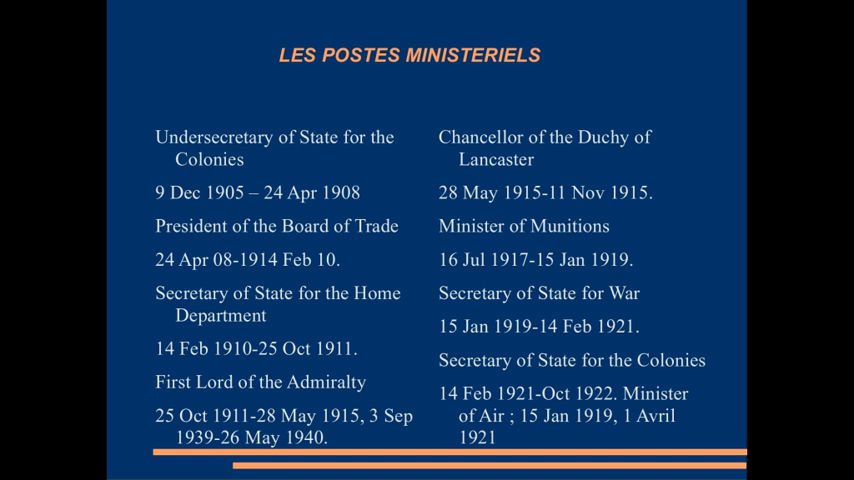 LES POSTES MINISTERIELS
Undersecretary of State for the
Colonies
9 Dec 1905 – 24 Apr 1908
President of the Board of Trade
24 Apr 08-1914 Feb 10.
Secretary of State for the Home
Department
14 Feb 1910-25 Oct 1911.
First Lord of the Admiralty
25 Oct 1911-28 May 1915, 3 Sep
1939-26 May 1940.
Chancellor of the Duchy of
Lancaster
28 May 1915-11 Nov 1915.
Minister of Munitions
16 Jul 1917-15 Jan 1919.
Secretary of State for War
15 Jan 1919-14 Feb 1921.
Secretary of State for the Colonies
14 Feb 1921-Oct 1922. Minister
of Air ; 15 Jan 1919, 1 Avril
1921